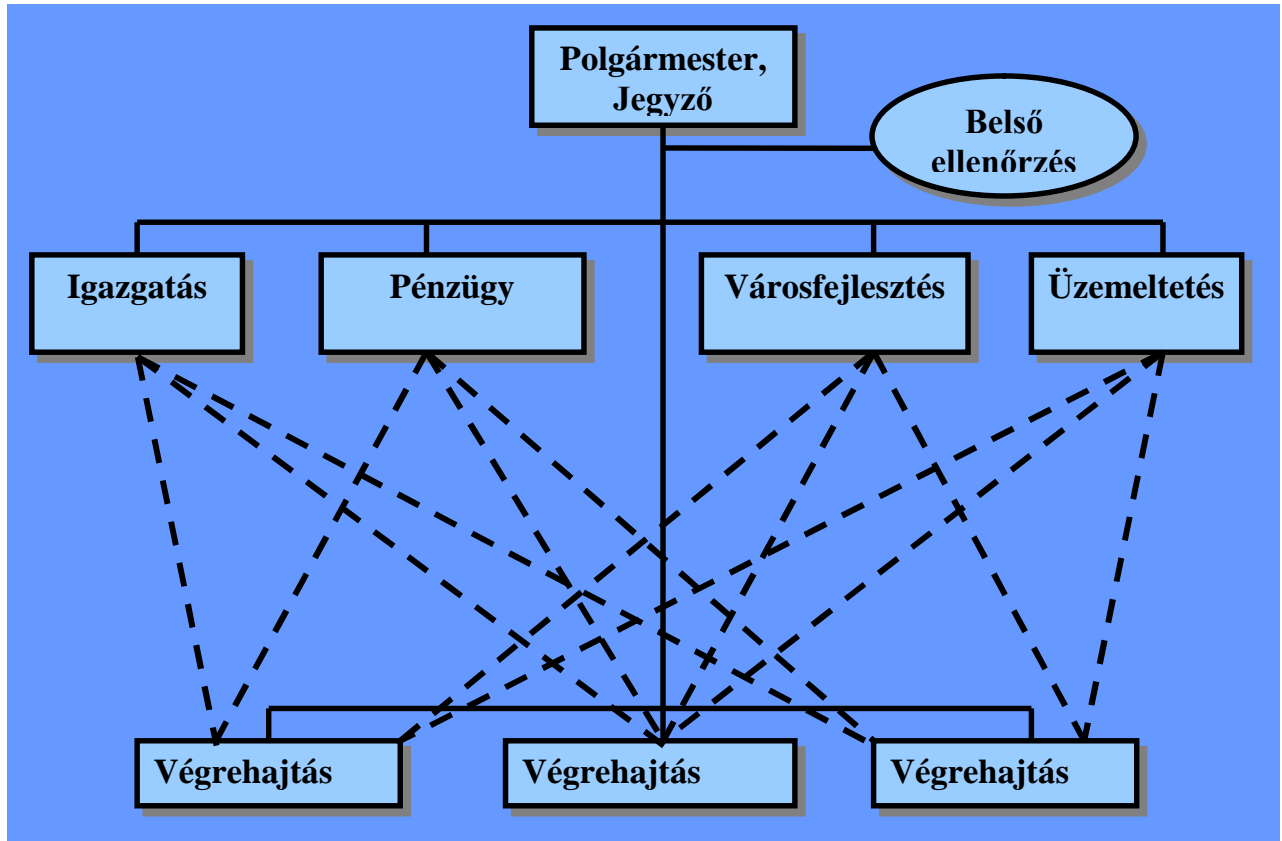 Polgármester,
Jegyző
Belső
ellenőrzés
Igazgatás
Pénzügy
Városfejlesztés
Üzemeltetés
Végrehajtás
Végrehajtás
Végrehajtás